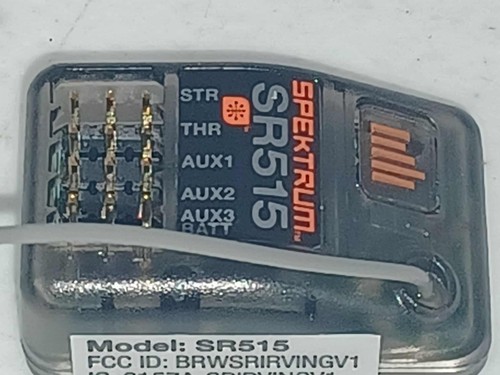 STR
THR
AUX1
AUX2
AUX3
BATT
SPEKTRUM
SR515
Model: SR515
FCC ID: BRWSRIRVINGV1